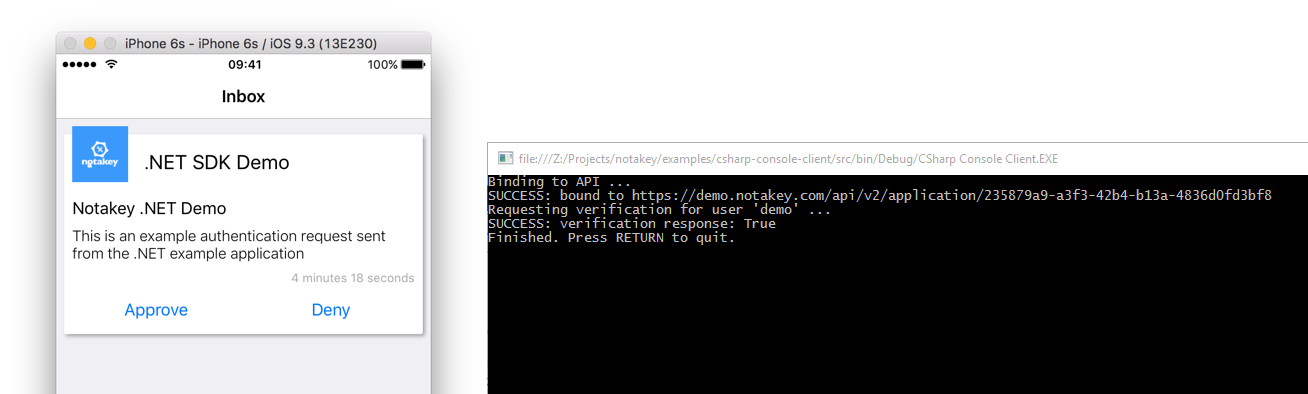 iPhone 6s - iPhone 6s / iOS 9.3 (13E230)
09:41
100%
Inbox
notakey
.NET SDK Demo
Notakey .NET Demo
This is an example authentication request sent
from the .NET example application
4 minutes 18 seconds
Approve
Deny
file:///Z:/Projects/notakey/examples/csharp-console-client/src/bin/Debug/CSharp Console Client.EXE
Binding to API ...
SUCCESS: bound to https://demo.notakey.com/api/v2/application/235879a9-a3f3-42b4-b13a-4836d0fd3bf8
Requesting verification for user 'demo' ...
SUCCESS: verification response: True
Finished. Press RETURN to quit.